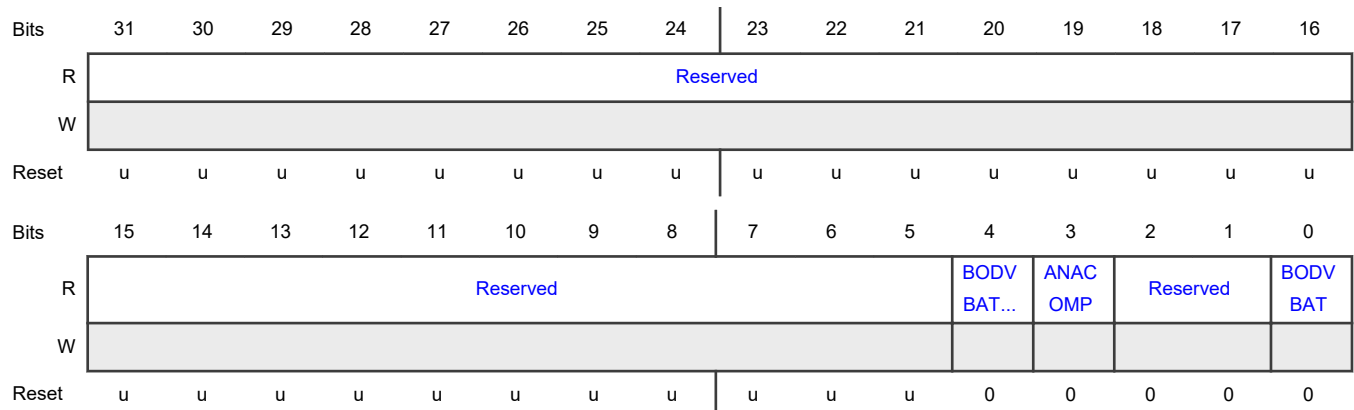 Bits 31 30 29 28 27 26 25 24 23 22 21 20 19 18 17 16
R Reserved
W
Reset u u u u u u u u u u u u u u u u
Bits 15 14 13 12 11 10 9 8 7 6 5 4 3 2 1 0
R Reserved BODV BAT... ANAC OMP Reserved BODV BAT
W
Reset u u u u u u u u u u u 0 0 0 0 0